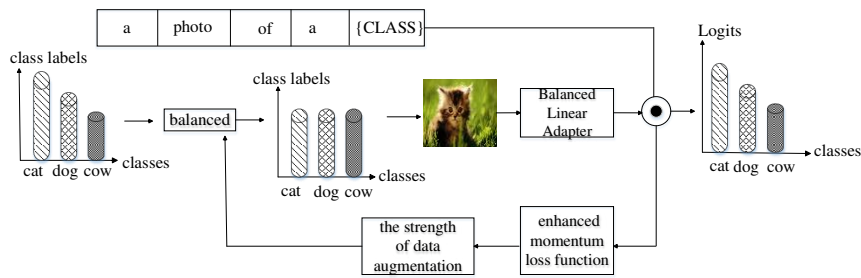 a photo of a {CLASS}
class labels
cat dog cow
classes
balanced
class labels
cat dog cow
classes
Balanced
Linear
Adapter
Logits
cat dog cow
classes
the strength
of data
augmentation
enhanced
momentum
loss function